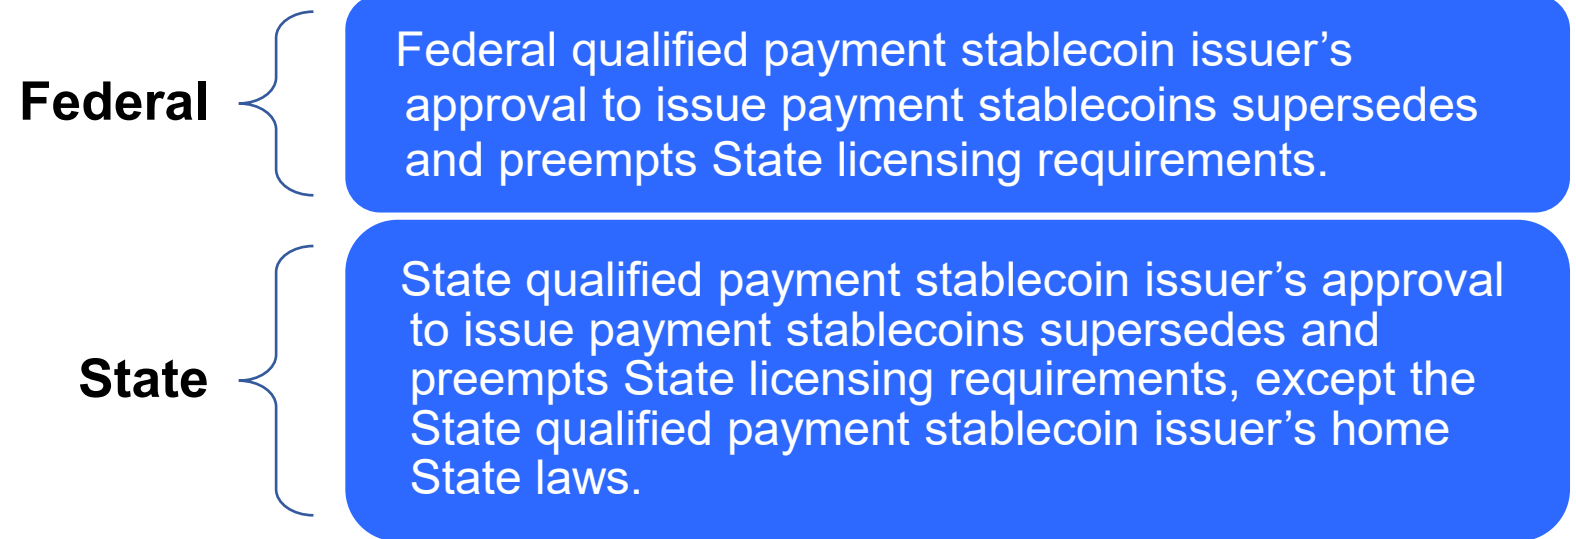 Federal
Federal qualified payment stablecoin issuer’s
approval to issue payment stablecoins supersedes
and preempts State licensing requirements.
State
State qualified payment stablecoin issuer’s approval
to issue payment stablecoins supersedes and
preempts State licensing requirements, except the
State qualified payment stablecoin issuer’s home
State laws.